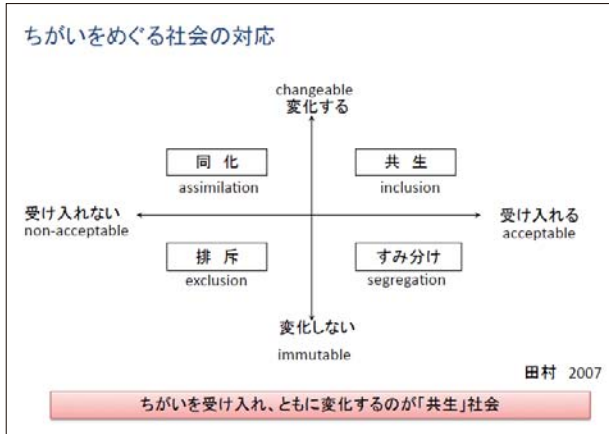 ちがいをめぐる社会の対応
changeable
変化する
同 化
assimilation
共 生
inclusion
受け入れない
non-acceptable
受け入れる
acceptable
排 斥
exclusion
すみ分け
segregation
変化しない
immutable
田村 2007
ちがいを受け入れ、ともに変化するのが「共生」社会